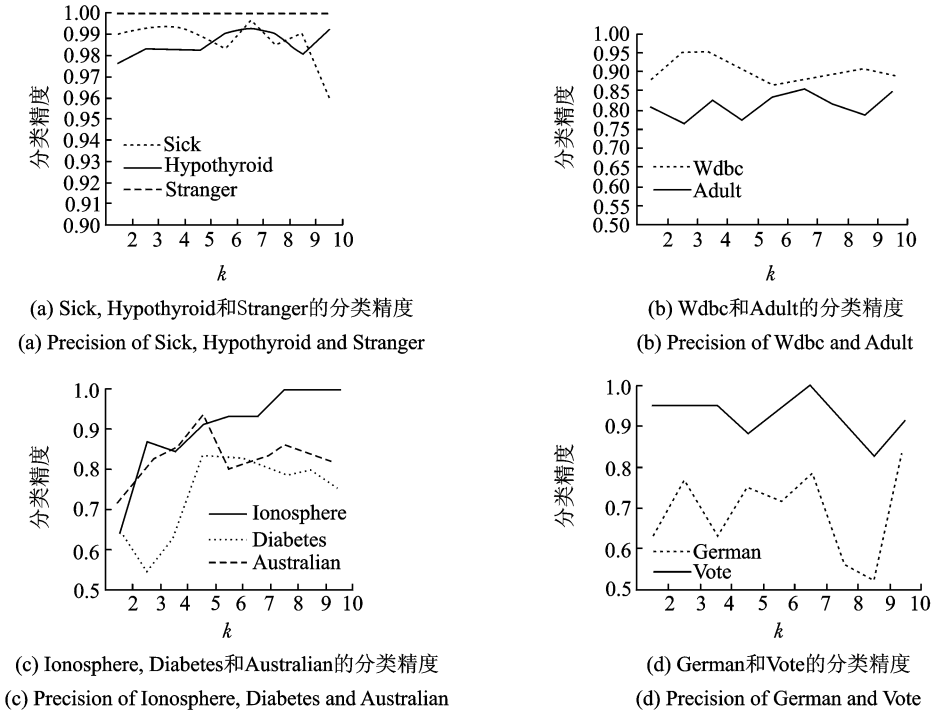 1.00
0.99
0.98
0.97
0.96
0.95
0.94
0.93
0.92
0.91
0.90
分类精度
Sick
Hypothyroid
Stranger
2 3 4 5 6 7 8 9 10
k
(a) Sick, Hypothyroid和Stranger的分类精度
(a) Precision of Sick, Hypothyroid and Stranger
1.00
0.95
0.90
0.85
0.80
0.75
0.70
0.65
0.60
0.55
0.50
分类精度
Wdbc
Adult
2 3 4 5 6 7 8 9 10
k
(b) Wdbc和Adult的分类精度
(b) Precision of Wdbc and Adult
1.0
0.9
0.8
0.7
0.6
0.5
分类精度
Ionosphere
Diabetes
Australian
2 3 4 5 6 7 8 9 10
k
(c) Ionosphere, Diabetes和Australian的分类精度
(c) Precision of Ionosphere, Diabetes and Australian
1.0
0.9
0.8
0.7
0.6
0.5
分类精度
German
Vote
2 3 4 5 6 7 8 9 10
k
(d) German和Vote的分类精度
(d) Precision of German and Vote